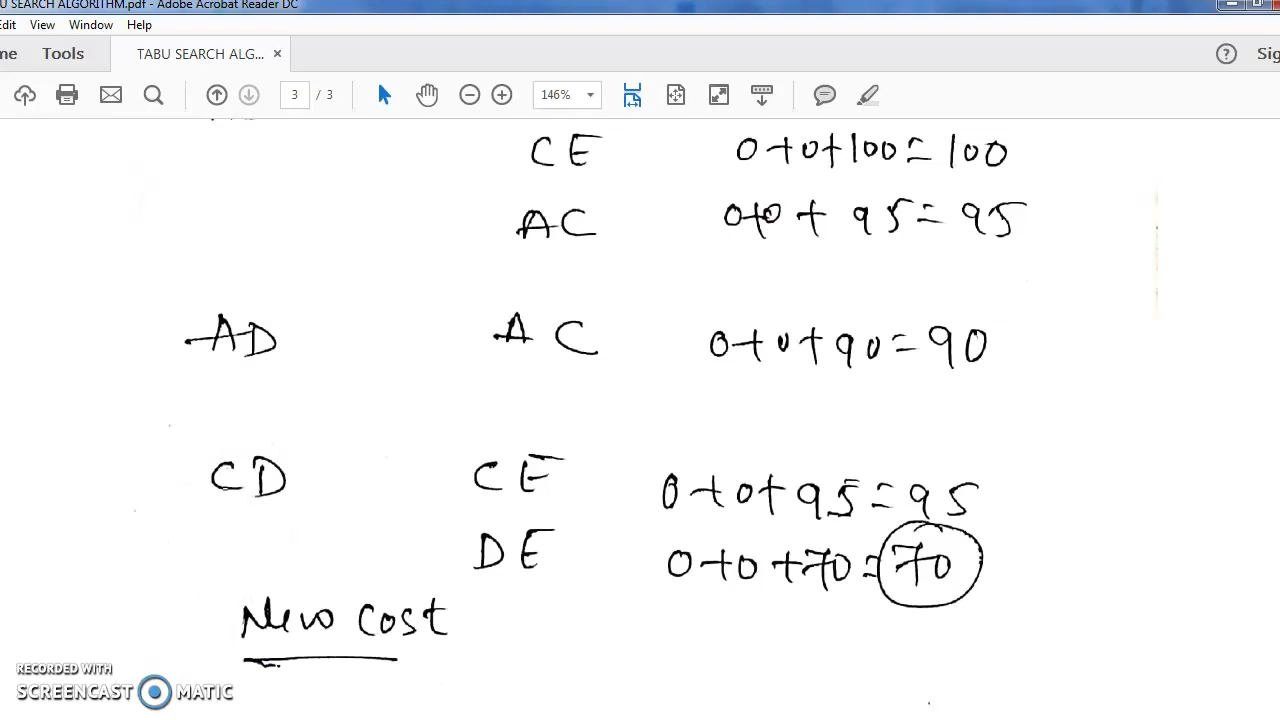 U SEARCH ALGORITHM.pdf - Adobe Acrobat Reader DC
Edit View Window Help
me Tools TABU SEARCH ALG... × ? Sig
3 / 3 146%
CE 0+0+100=100
AC 0+0+95=95
AD AC 0+0+90=90
CD CE 0+0+95=95
DE 0+0+70=70
New cost
RECORDED WITH
SCREENCAST MATIC